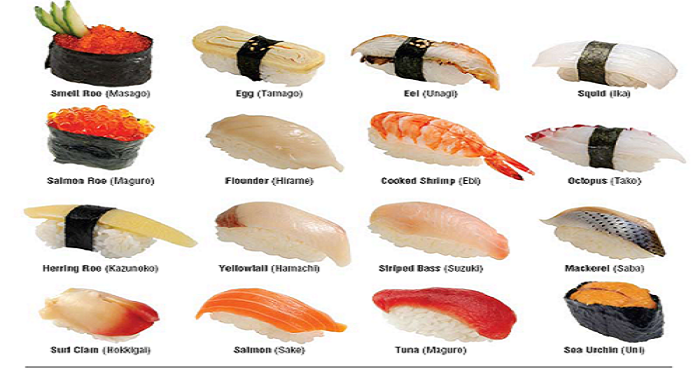 Smelt Roe (Masago)
Egg (Tamago)
Eel (Unagi)
Squid (Ika)
Salmon Roe (Maguro)
Flounder (Hirame)
Cooked Shrimp (Ebi)
Octopus (Tako)
Herring Roe (Kazunoko)
Yellowtail (Hamachi)
Striped Bass (Suzuki)
Mackerel (Saba)
Surf Clam (Hokkigai)
Salmon (Sake)
Tuna (Maguro)
Sea Urchin (Uni)